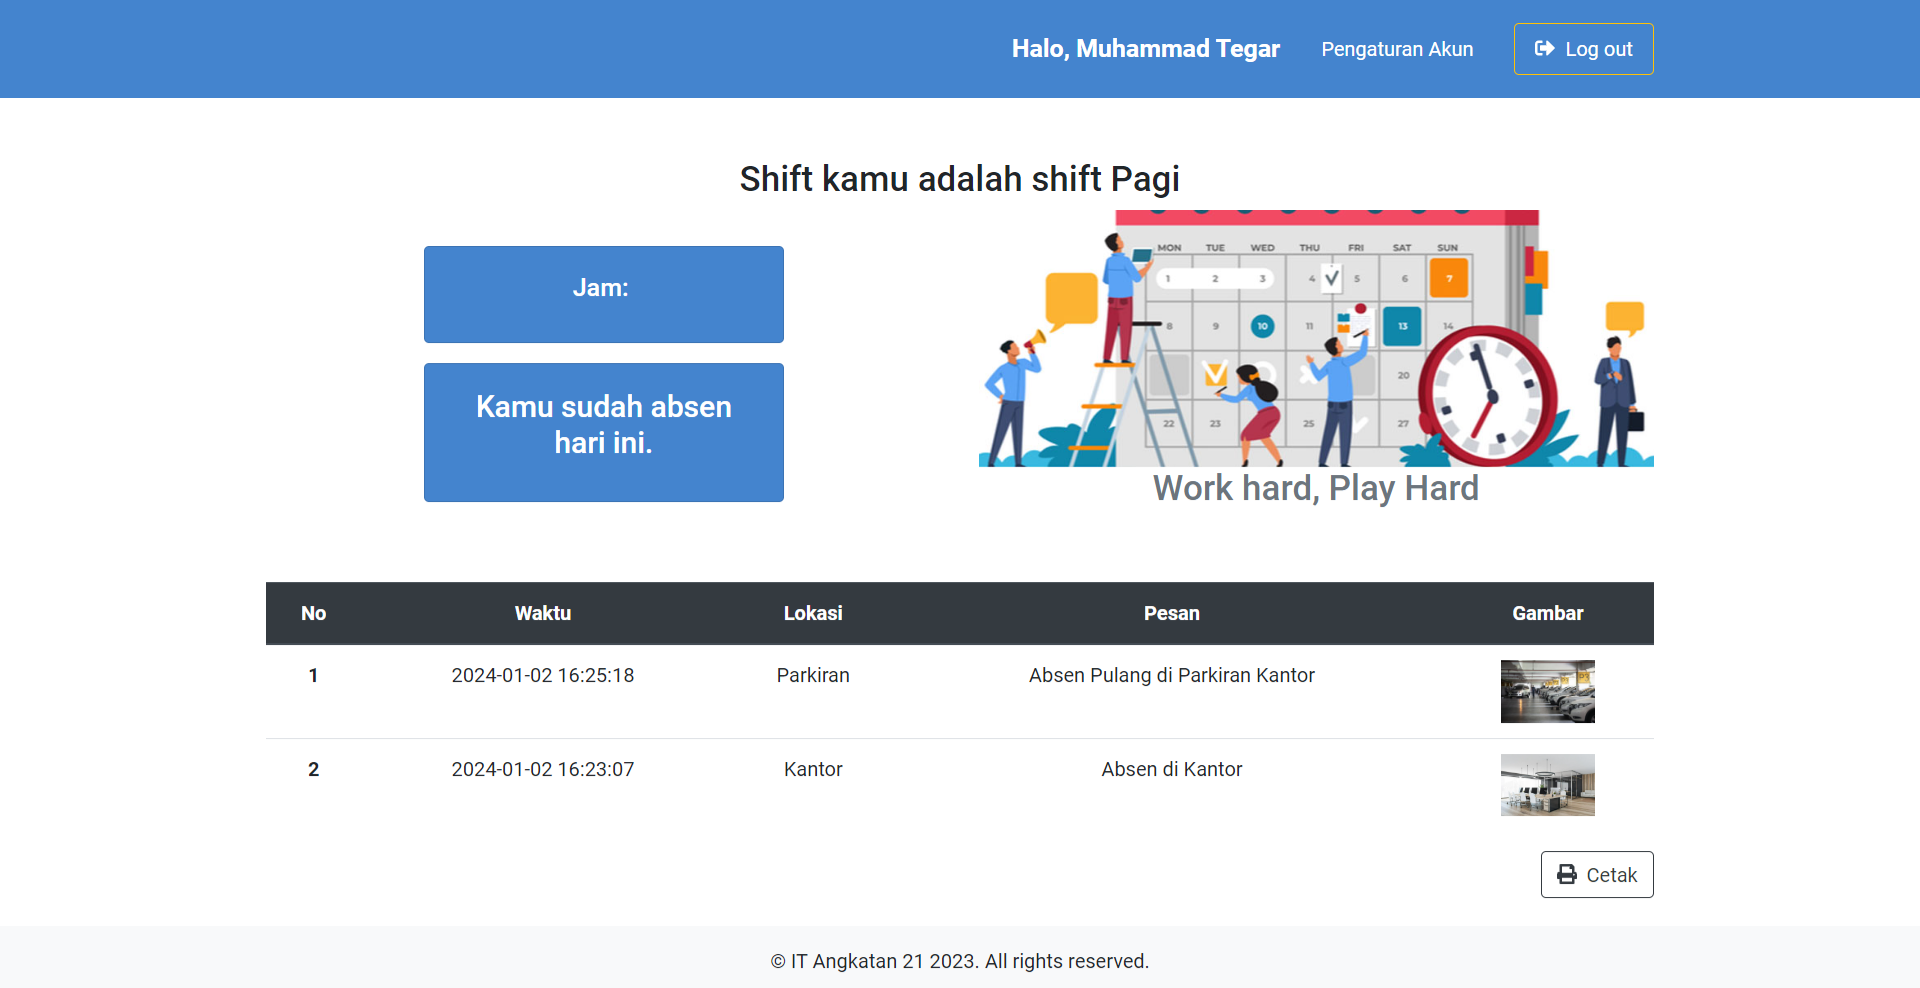 Halo, Muhammad Tegar Pengaturan Akun Log out
Shift kamu adalah shift Pagi
Jam:
Kamu sudah absen
hari ini.
MON TUE WED THU FRI SAT SUN
1 2 3 4 5 6 7
8 9 10 11 13 14
20
22 23 25 27
Work hard, Play Hard
No Waktu Lokasi Pesan Gambar
1 2024-01-02 16:25:18 Parkiran Absen Pulang di Parkiran Kantor
2 2024-01-02 16:23:07 Kantor Absen di Kantor
Cetak
© IT Angkatan 21 2023. All rights reserved.